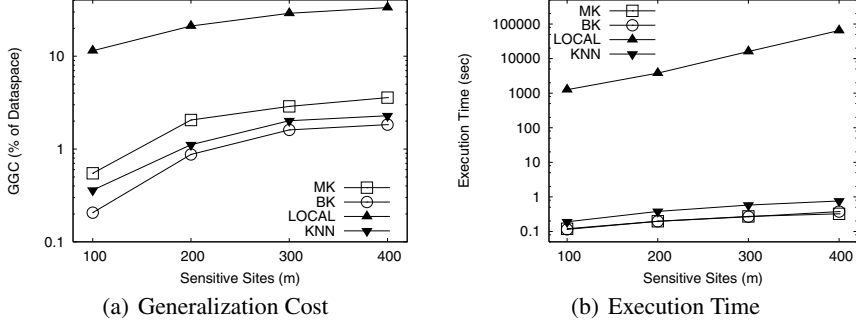 GGC (% of Dataspace)
10
1
0.1
100
200
300
400
Sensitive Sites (m)
MK
BK
LOCAL
KNN
(a) Generalization Cost
Execution Time (sec)
100000
10000
1000
100
10
1
0.1
100
200
300
400
Sensitive Sites (m)
MK
BK
LOCAL
KNN
(b) Execution Time